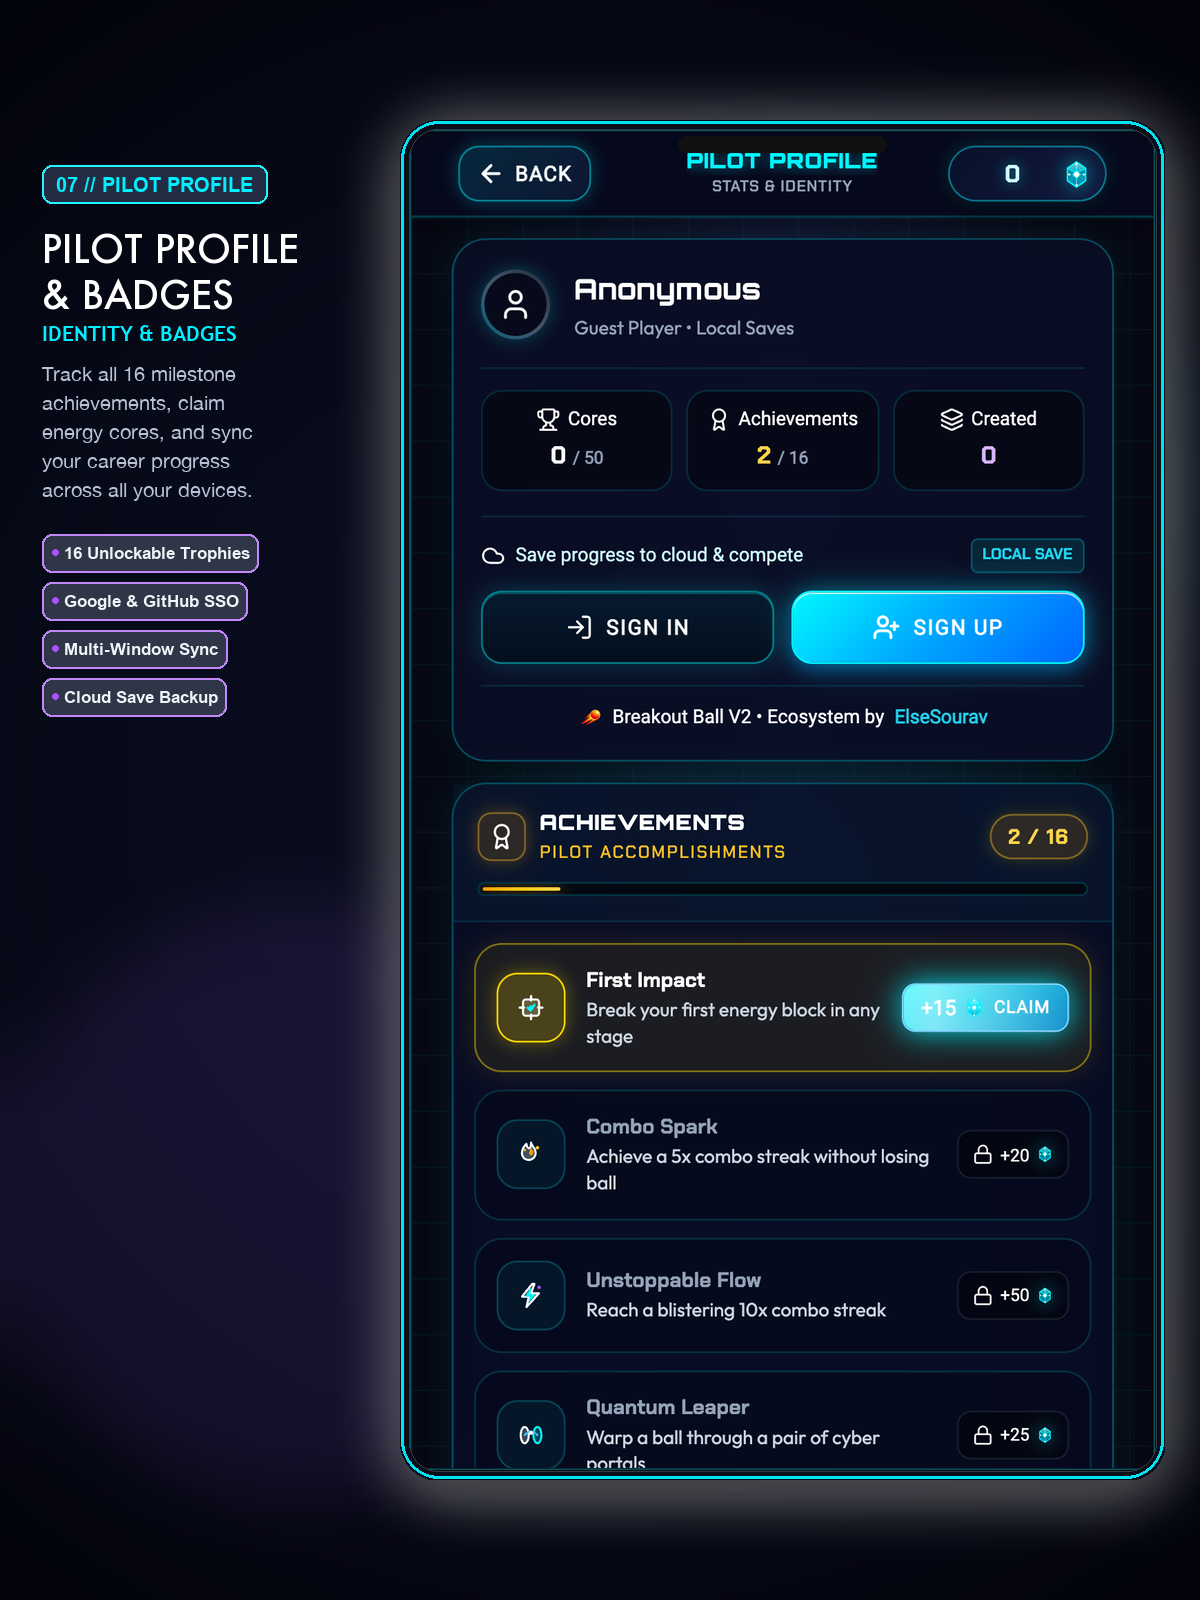 07 // PILOT PROFILE
PILOT PROFILE
& BADGES
IDENTITY & BADGES
Track all 16 milestone
achievements, claim
energy cores, and sync
your career progress
across all your devices.
• 16 Unlockable Trophies
• Google & GitHub SSO
• Multi-Window Sync
• Cloud Save Backup
BACK
PILOT PROFILE
STATS & IDENTITY
0
Anonymous
Guest Player • Local Saves
Cores
0 / 50
Achievements
2 / 16
Created
0
Save progress to cloud & compete
LOCAL SAVE
SIGN IN
SIGN UP
Breakout Ball V2 • Ecosystem by ElseSourav
ACHIEVEMENTS
PILOT ACCOMPLISHMENTS
2 / 16
First Impact
Break your first energy block in any
stage
+15 CLAIM
Combo Spark
Achieve a 5x combo streak without losing
ball
+20
Unstoppable Flow
Reach a blistering 10x combo streak
+50
Quantum Leaper
Warp a ball through a pair of cyber
portals
+25